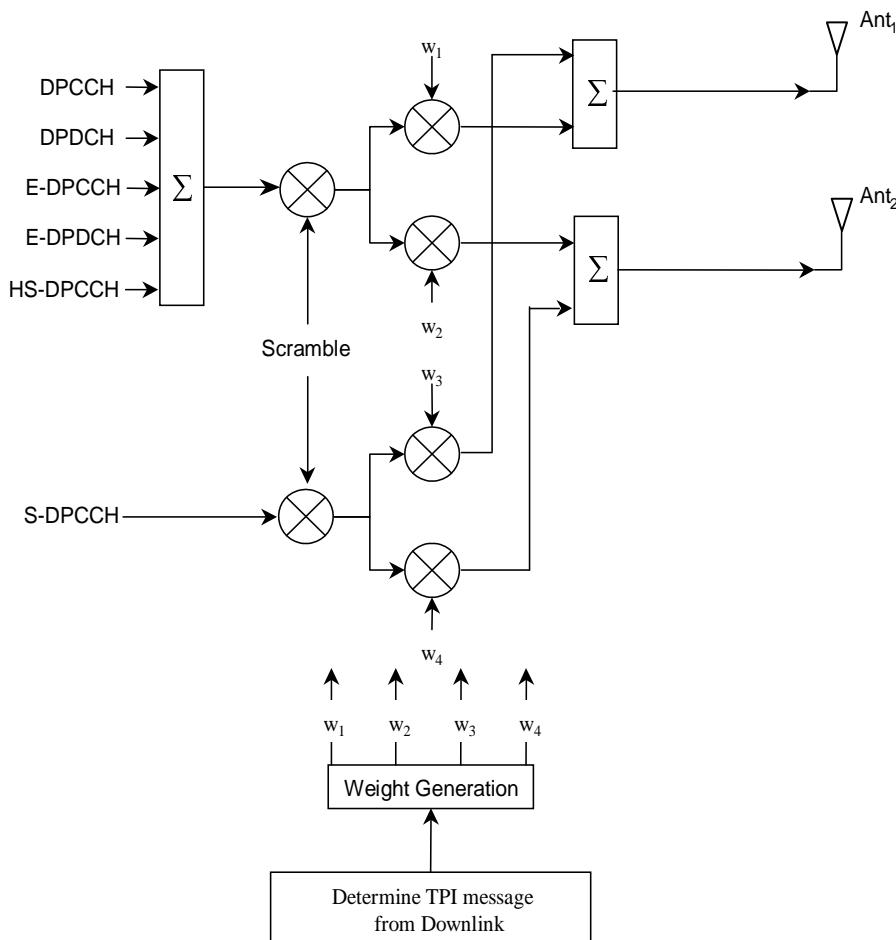 Ant1
w1
DPCCH
Σ
DPDCH
E-DPCCH
Σ
Ant2
E-DPDCH
Σ
HS-DPCCH
w2
Scramble
w3
S-DPCCH
w4
w1 w2 w3 w4
Weight Generation
Determine TPI message
from Downlink